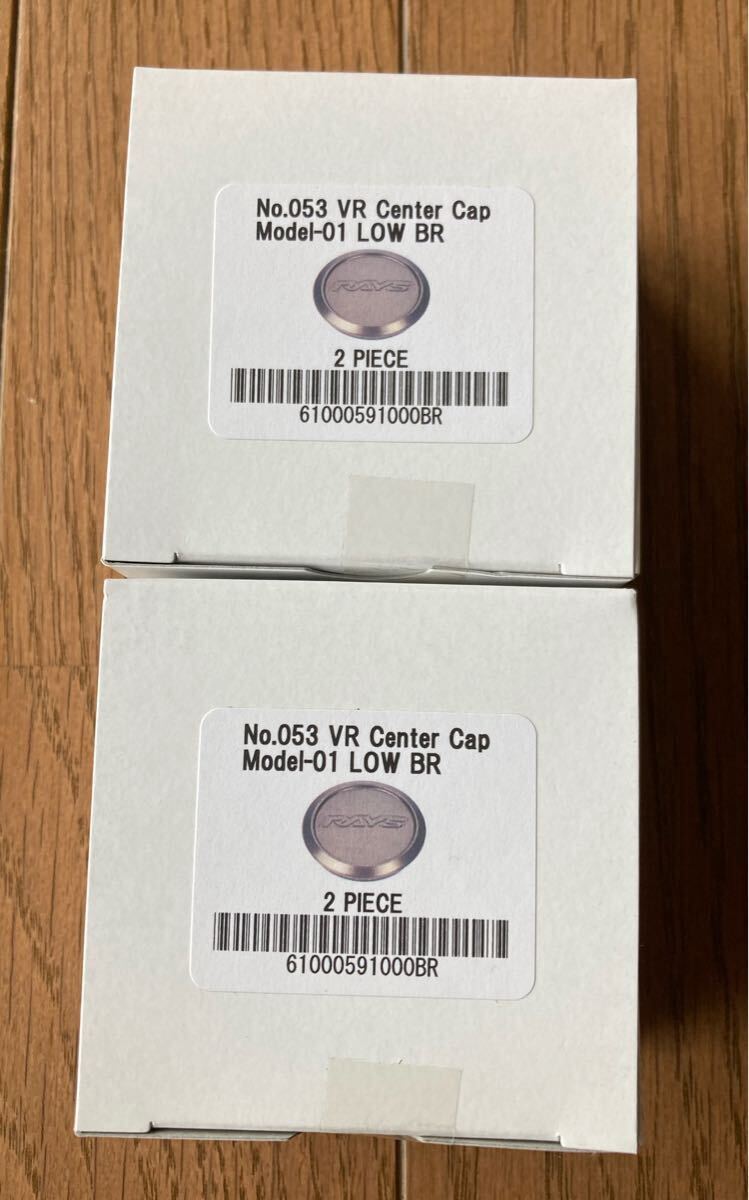 No.053 VR Center Cap
Model-01 LOW BR
RAYS
2 PIECE
61000591000BR
No.053 VR Center Cap
Model-01 LOW BR
RAYS
2 PIECE
61000591000BR